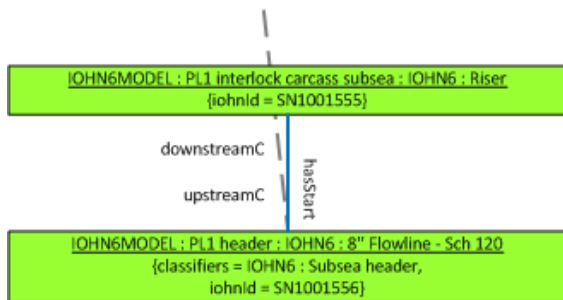 IOHN6MODEL : PL1 interlock carcass subsea : IOHN6 : Riser
{iohnId = SN1001555}
downstreamC
hasStart
upstreamC
IOHN6MODEL : PL1 header : IOHN6 : 8" Flowline - Sch 120
{classifiers = IOHN6 : Subsea header,
iohnId = SN1001556}